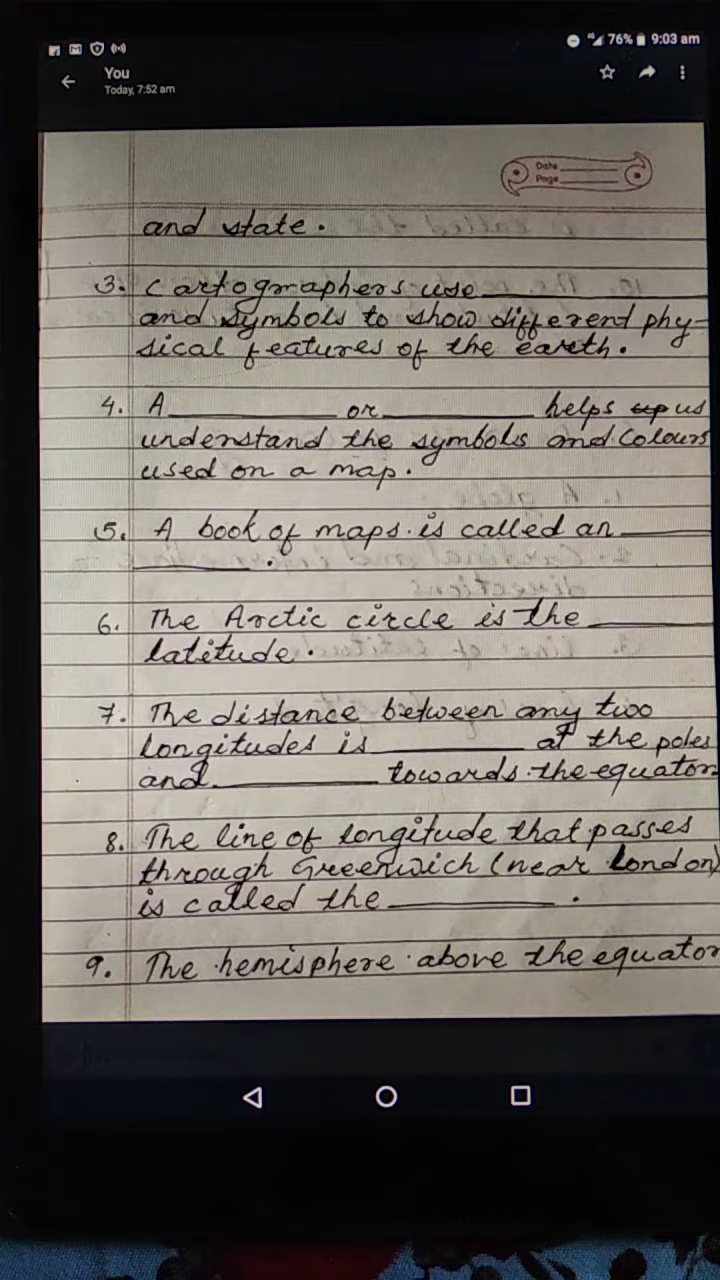 76% 9:03 am
You
Today, 7:52 am
Date
Page
and state.
3. Cartographers use
and symbols to show different phy-
sical features of the eareth.
4. A or helps us
understand the symbols and Colours
used on a map.
5. A book of maps is called an
.
6. The Arctic circle is the
latitude.
7. The distance between any two
longitudes is at the poles
and towards the equator
8. The line of longitude that passes
through Greenwich (near London)
is called the .
9. The hemisphere above the equator